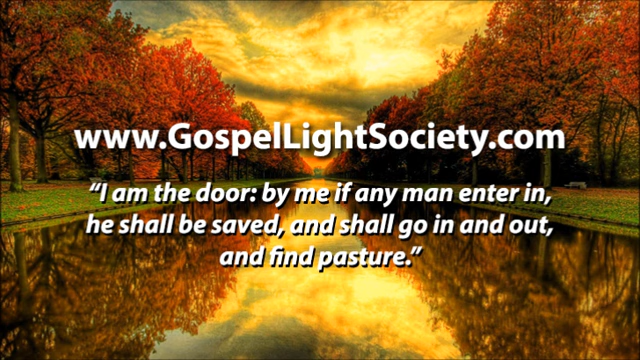 www.GospelLightSociety.com
“I am the door: by me if any man enter in,
he shall be saved, and shall go in and out,
and find pasture.”